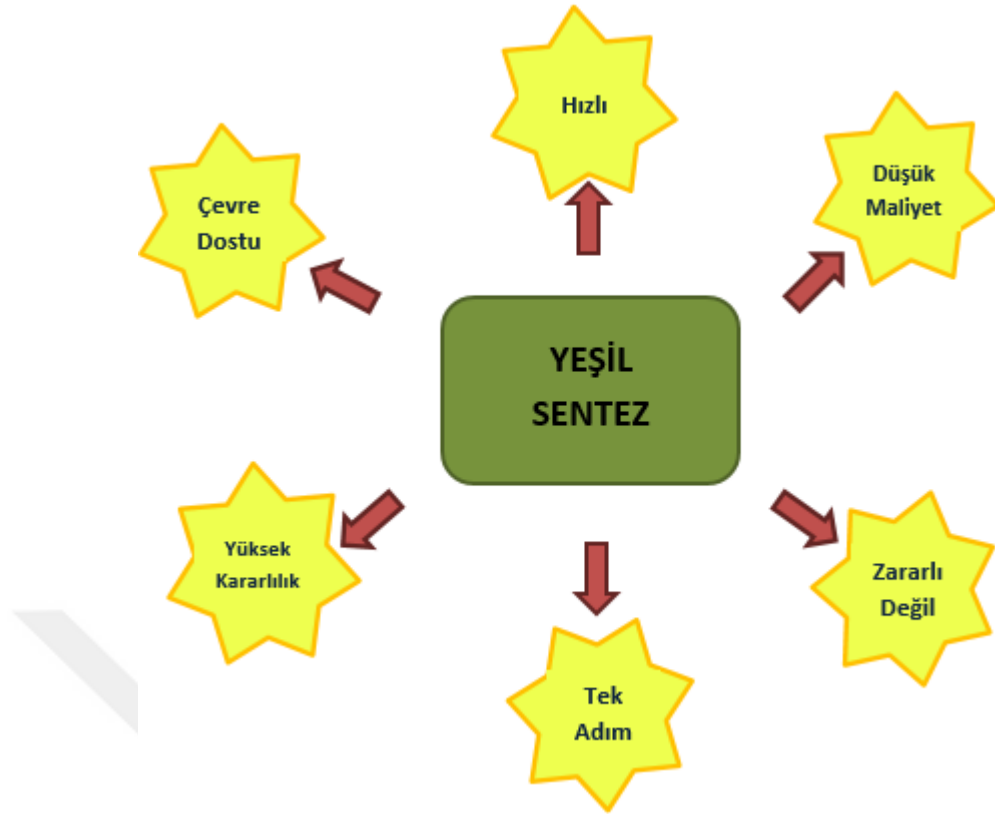 Hızlı
Düşük
Maliyet
Çevre
Dostu
YEŞİL
SENTEZ
Yüksek
Kararlılık
Zararlı
Değil
Tek
Adım